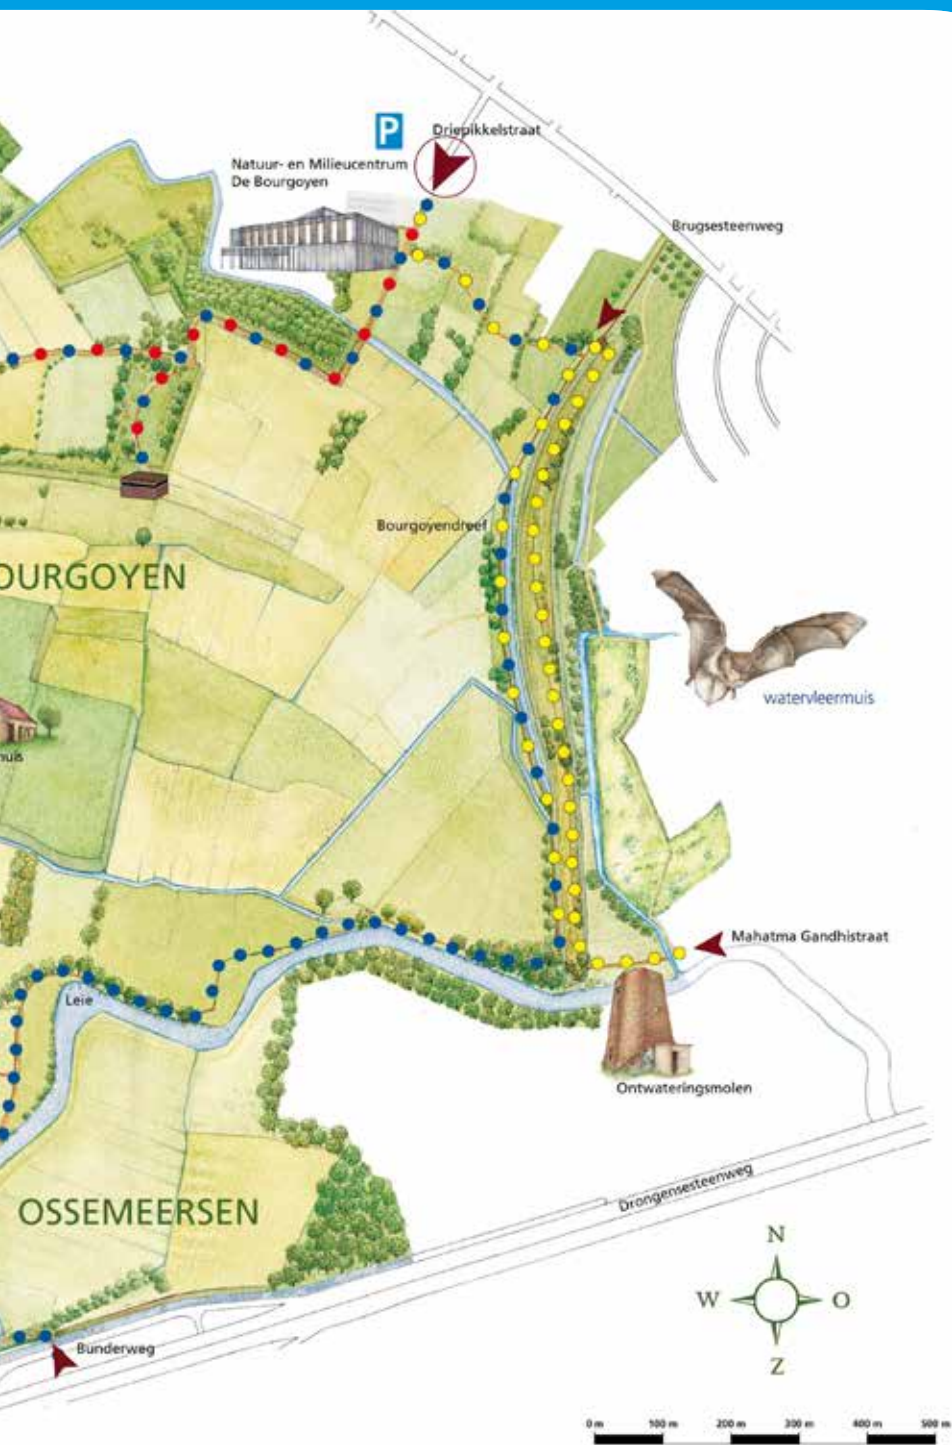 P
Driepikkelstraat
Natuur- en Milieucentrum
De Bourgoyen
Brugsesteenweg
Bourgoyendreef
OURGOYEN
watervleermuis
huis
Mahatma Gandhistraat
Leie
Ontwateringsmolen
Drongensesteenweg
OSSEMEERSEN
N
W
O
Z
Bunderweg
0 m 100 m 200 m 300 m 400 m 500 m